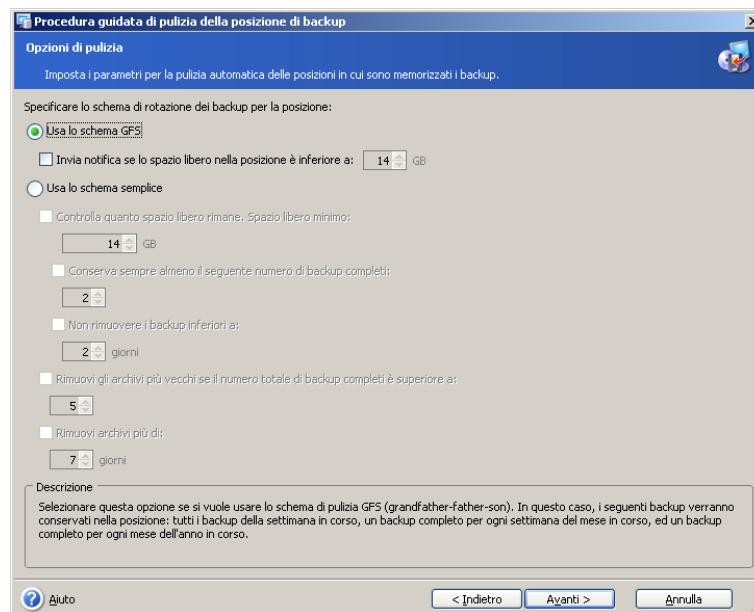 Procedura guidata di pulizia della posizione di backup
Opzioni di pulizia
Imposta i parametri per la pulizia automatica delle posizioni in cui sono memorizzati i backup.
Specificare lo schema di rotazione dei backup per la posizione:
Usa lo schema GFS
Invia notifica se lo spazio libero nella posizione è inferiore a: 14 GB
Usa lo schema semplice
Controlla quanto spazio libero rimane. Spazio libero minimo:
14 GB
Conserva sempre almeno il seguente numero di backup completi:
2
Non rimuovere i backup inferiori a:
2 giorni
Rimuovi gli archivi più vecchi se il numero totale di backup completi è superiore a:
5
Rimuovi archivi più di:
7 giorni
Descrizione
Selezionare questa opzione se si vuole usare lo schema di pulizia GFS (grandfather-father-son). In questo caso, i seguenti backup verranno
conservati nella posizione: tutti i backup della settimana in corso, un backup completo per ogni settimana del mese in corso, ed un backup
completo per ogni mese dell'anno in corso.
Aiuto < Indietro Avanti > Annulla